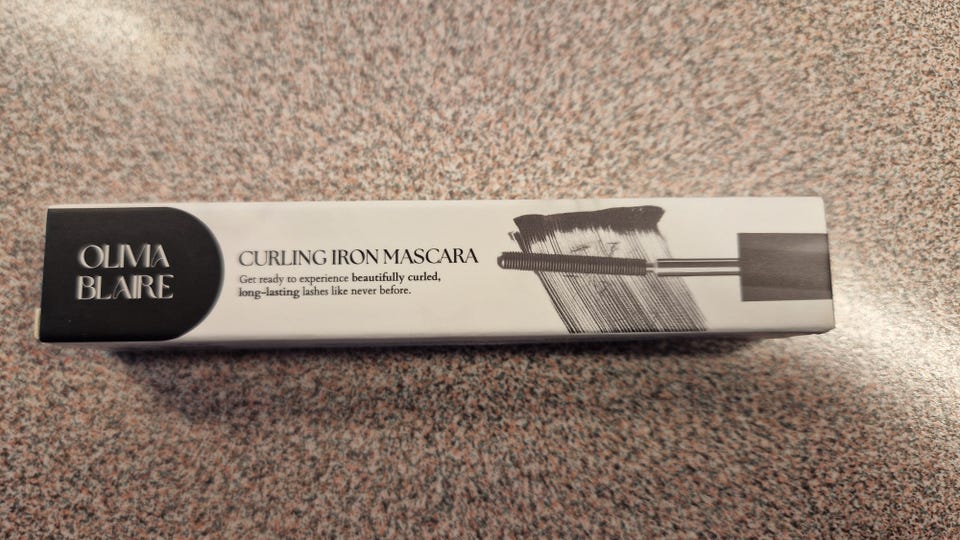 OLIVIA
BLAIRE
CURLING IRON MASCARA
Get ready to experience beautifully curled,
long-lasting lashes like never before.